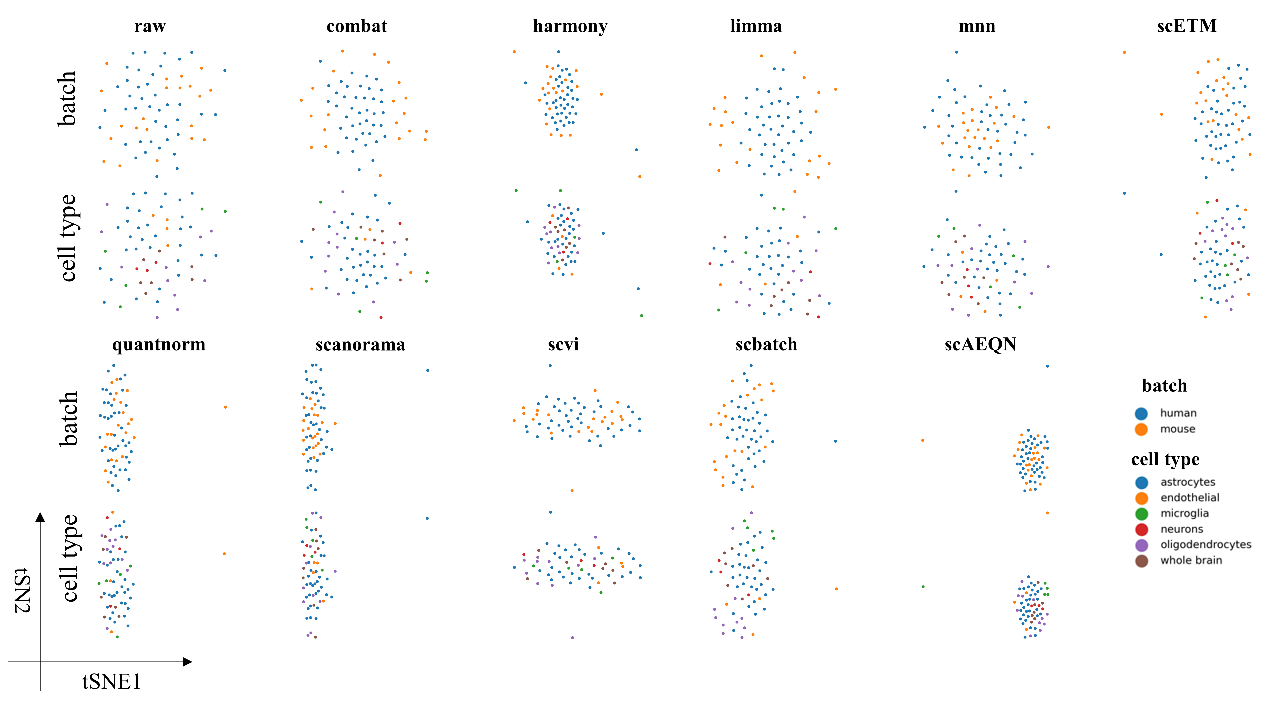 raw combat harmony limma mnn scETM
batch
cell type
quantnorm scanorama scvi scbatch scAEQN
batch
cell type
batch
human
mouse
cell type
astrocytes
endothelial
microglia
neurons
oligodendrocytes
whole brain
tSN2
tSNE1